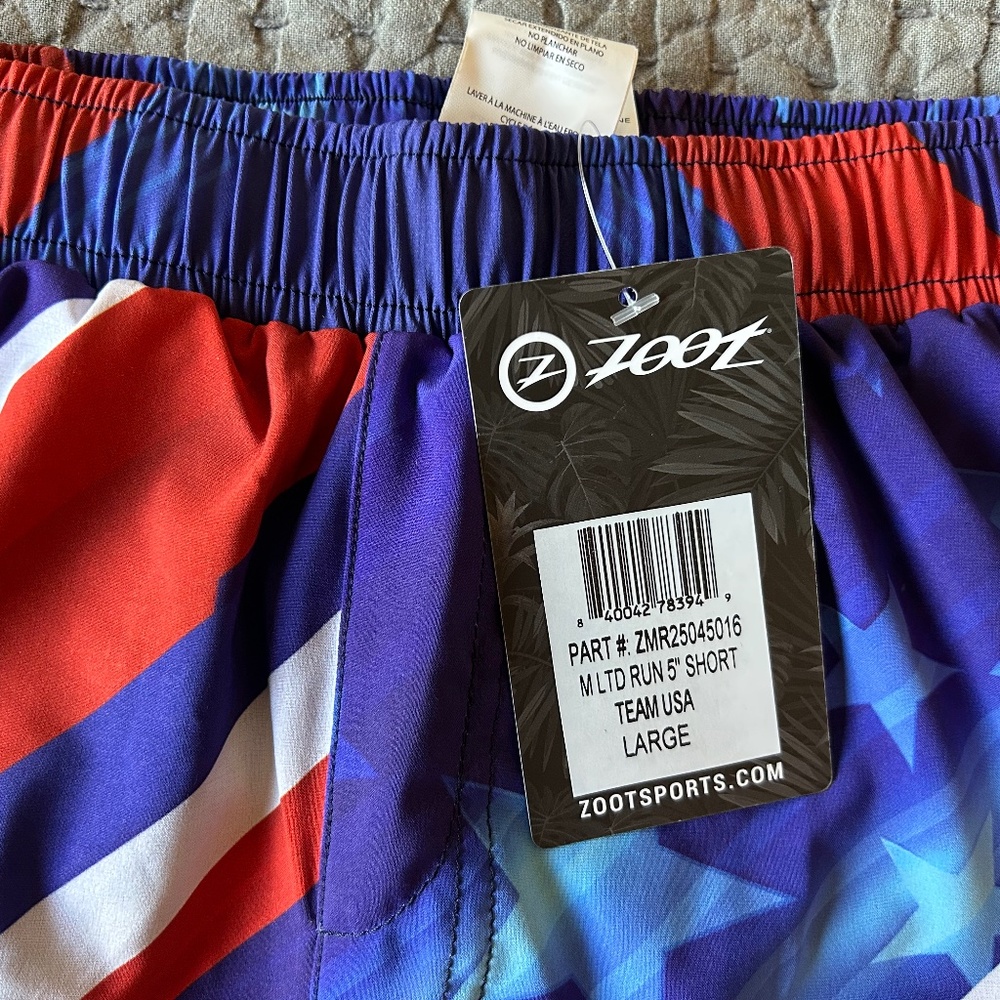 NO PLANCHAR
NO LIMPIAR EN SECO
LAVER À LA MACHINE À L'EAU
Z ZOOT
8 40042 78394 9
PART #: ZMR25045016
M LTD RUN 5" SHORT
TEAM USA
LARGE
ZOOTSPORTS.COM